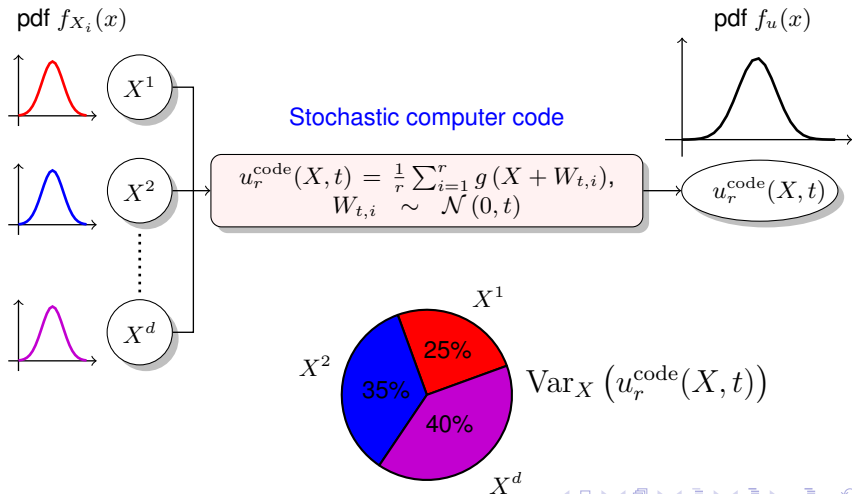 pdf $f_{X_i}(x)$
pdf $f_u(x)$
$X^1$
Stochastic computer code
$X^2$
$u_r^{\text{code}}(X,t) = \frac{1}{r} \sum_{i=1}^{r} g\,(X + W_{t,i}),$
$W_{t,i} \sim \mathcal{N}(0,t)$
$u_r^{\text{code}}(X,t)$
$X^d$
$X^1$
25%
$X^2$
35%
$\text{Var}_X\left(u_r^{\text{code}}(X,t)\right)$
40%
$X^d$